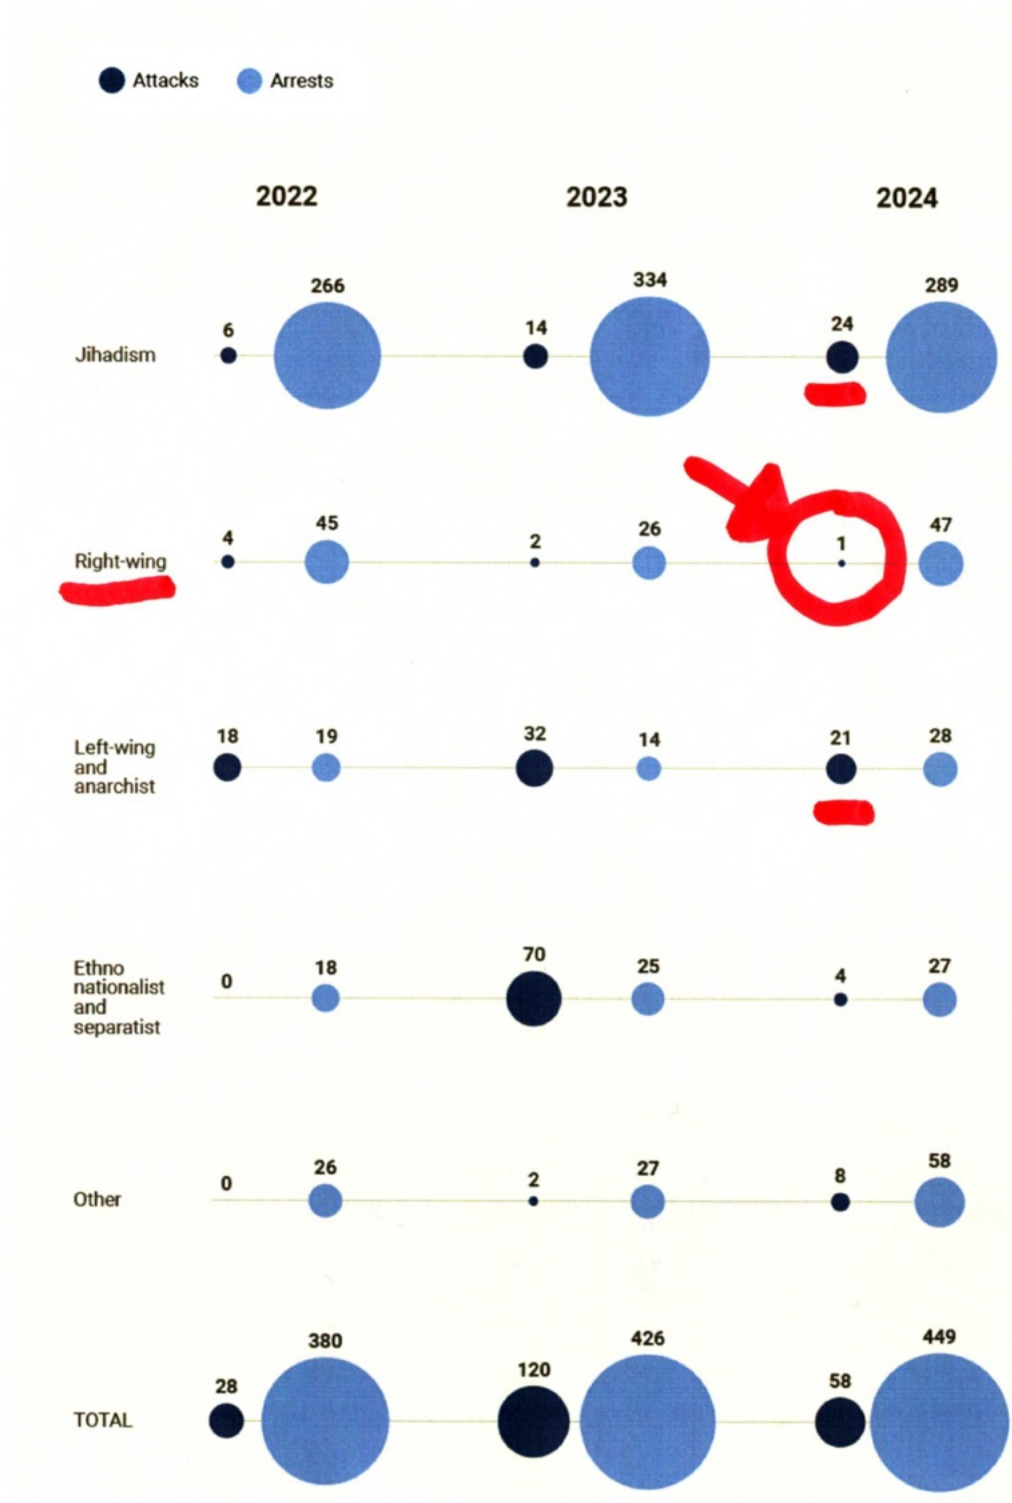 Attacks Arrests
2022 2023 2024
266 334 289
6 14 24
Jihadism
45 26 47
4 2 1
Right-wing
18 19 32 14 21 28
Left-wing
and
anarchist
70
0 18 25 4 27
Ethno
nationalist
and
separatist
26 27 58
0 2 8
Other
380 426 449
28 120 58
TOTAL